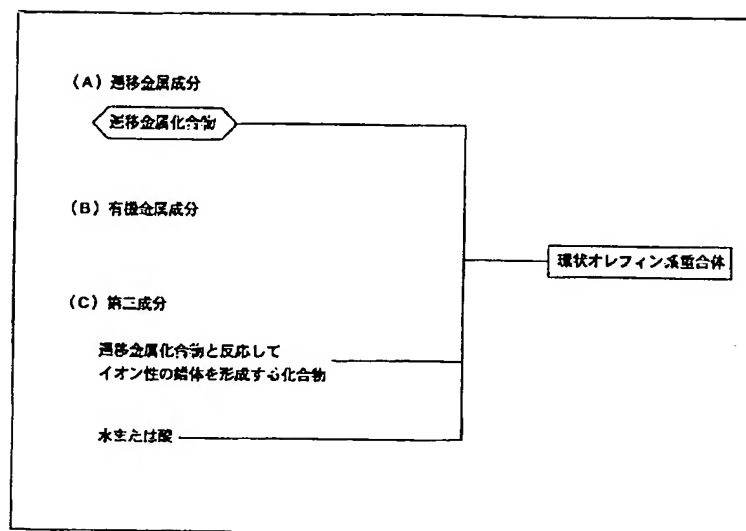 (A) 遷移金属成分
遷移金属化合物
(B) 有機金属成分
環状オレフィン系重合体
(C) 第三成分
遷移金属化合物と反応して
イオン性の錯体を形成する化合物
水または酸